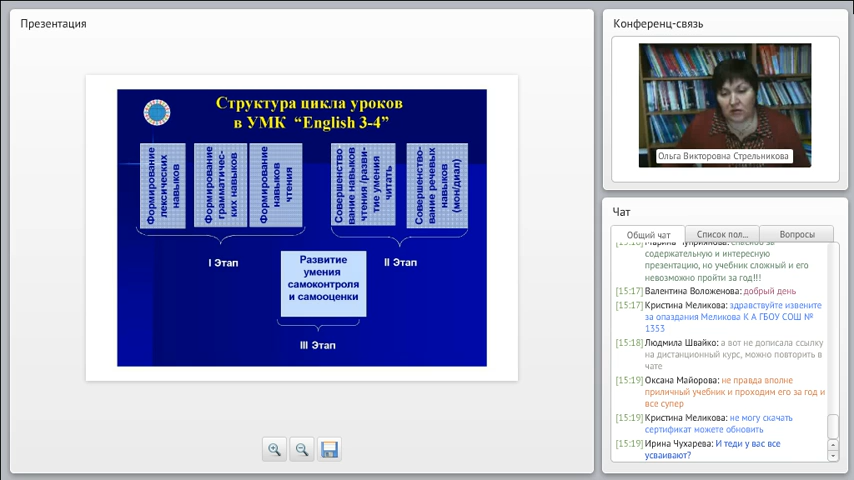 Презентация
Структура цикла уроков
в УМК “English 3-4”
Формирование
лексических
навыков
Формирование
грамматичес-
ких навыков
Формирование
навыков
чтения
Совершенство
вание навыков
чтения /разви-
тие умения
читать
Совершенство-
вание речевых
навыков
(мон/диал)
I Этап
II Этап
Развитие
умения
самоконтроля
и самооценки
III Этап
Конференц-связь
Ольга Викторовна Стрельникова
Чат
Общий чат
Список пол...
Вопросы
содержательную и интересную
презентацию, но учебник сложный и его
невозможно пройти за год!!!
[15:17] Валентина Воложенова: добрый день
[15:17] Кристина Меликова: здравствуйте извените
за опаздания Меликова К А ГБОУ СОШ №
1353
[15:18] Людмила Швайко: а вот не дописала ссылку
на дистанционный курс, можно повторить в
чате
[15:19] Оксана Майорова: не правда вполне
приличный учебник и проходим его за год и
все супер
[15:19] Кристина Меликова: не могу скачать
сертификат можете обновить
[15:19] Ирина Чухарева: И теди у вас все
усваивают?